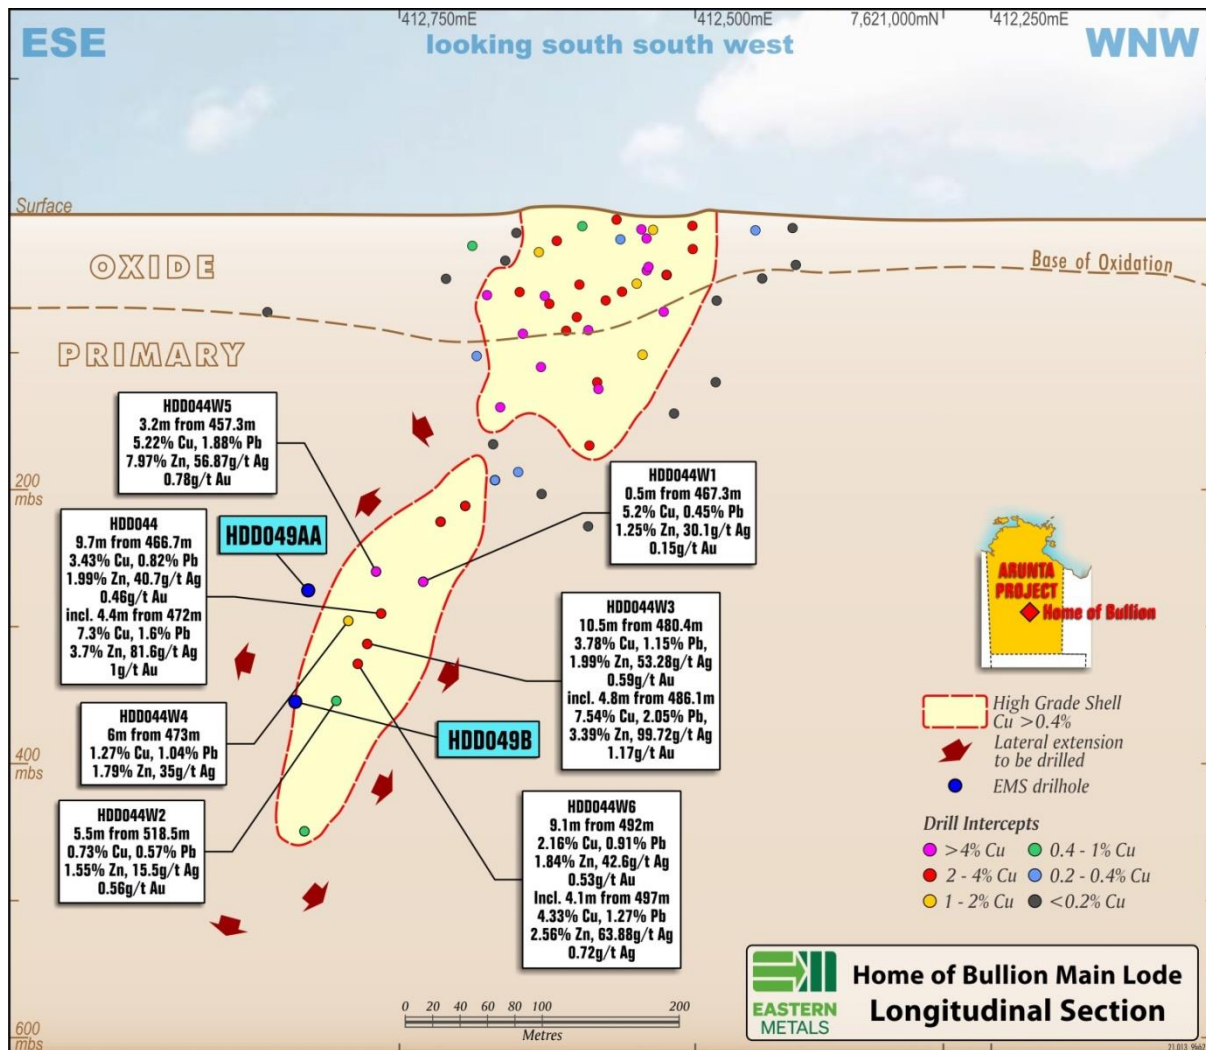 412,750mE
412,500mE
7,621,000mN
412,250mE
ESE
looking south south west
WNW
Surface
OXIDE
Base of Oxidation
PRIMARY
HDD044W5
3.2m from 457.3m
5.22% Cu, 1.88% Pb
7.97% Zn, 56.87g/t Ag
0.78g/t Au
200
mbs
HDD044W1
0.5m from 467.3m
5.2% Cu, 0.45% Pb
1.25% Zn, 30.1g/t Ag
0.15g/t Au
HDD044
9.7m from 466.7m
3.43% Cu, 0.82% Pb
1.99% Zn, 40.7g/t Ag
0.46g/t Au
incl. 4.4m from 472m
7.3% Cu, 1.6% Pb
3.7% Zn, 81.6g/t Ag
1g/t Au
HDD049AA
HDD044W3
10.5m from 480.4m
3.78% Cu, 1.15% Pb,
1.99% Zn, 53.28g/t Ag
0.59g/t Au
incl. 4.8m from 486.1m
7.54% Cu, 2.05% Pb,
3.39% Zn, 99.72g/t Ag
1.17g/t Au
ARUNTA
PROJECT
Home of Bullion
HDD044W4
6m from 473m
1.27% Cu, 1.04% Pb
1.79% Zn, 35g/t Ag
HDD049B
400
mbs
HDD044W2
5.5m from 518.5m
0.73% Cu, 0.57% Pb
1.55% Zn, 15.5g/t Ag
0.56g/t Au
HDD044W6
9.1m from 492m
2.16% Cu, 0.91% Pb
1.84% Zn, 42.6g/t Ag
0.53g/t Au
Incl. 4.1m from 497m
4.33% Cu, 1.27% Pb
2.56% Zn, 63.88g/t Ag
0.72g/t Ag
High Grade Shell
Cu >0.4%
Lateral extension
to be drilled
EMS drillhole
Drill Intercepts
>4% Cu
0.4 - 1% Cu
2 - 4% Cu
0.2 - 0.4% Cu
1 - 2% Cu
<0.2% Cu
0 20 40 60 80 100 200
Metres
600
mbs
EASTERN
METALS
Home of Bullion Main Lode
Longitudinal Section